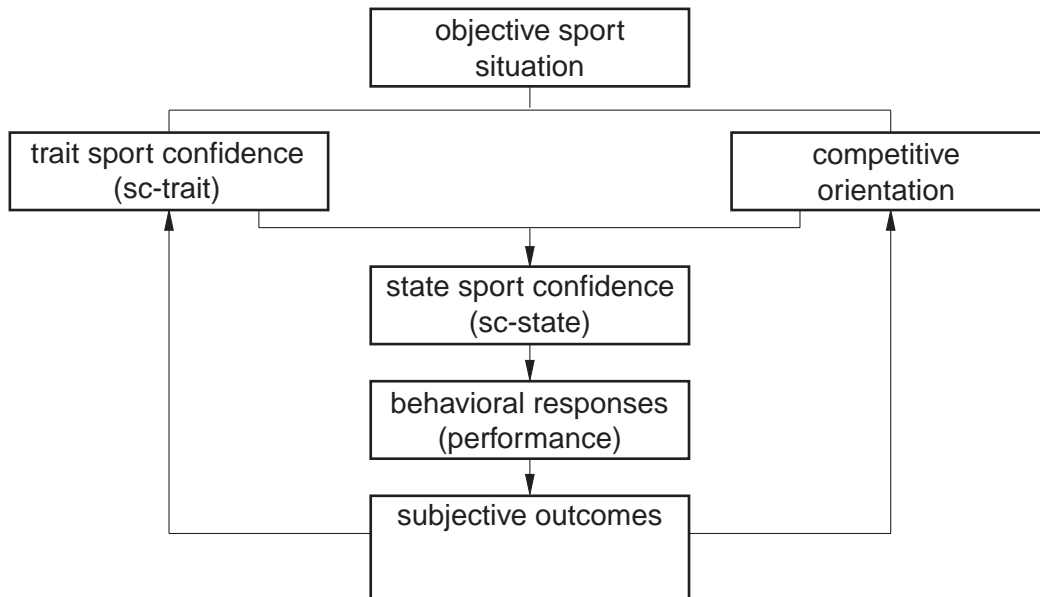 objective sport
situation
trait sport confidence
(sc-trait)
competitive
orientation
state sport confidence
(sc-state)
behavioral responses
(performance)
subjective outcomes